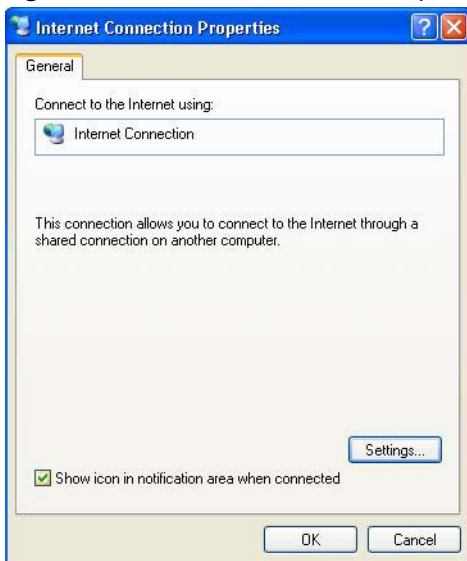 Internet Connection Properties
General
Connect to the Internet using:
Internet Connection
This connection allows you to connect to the Internet through a
shared connection on another computer.
Settings...
Show icon in notification area when connected
OK Cancel